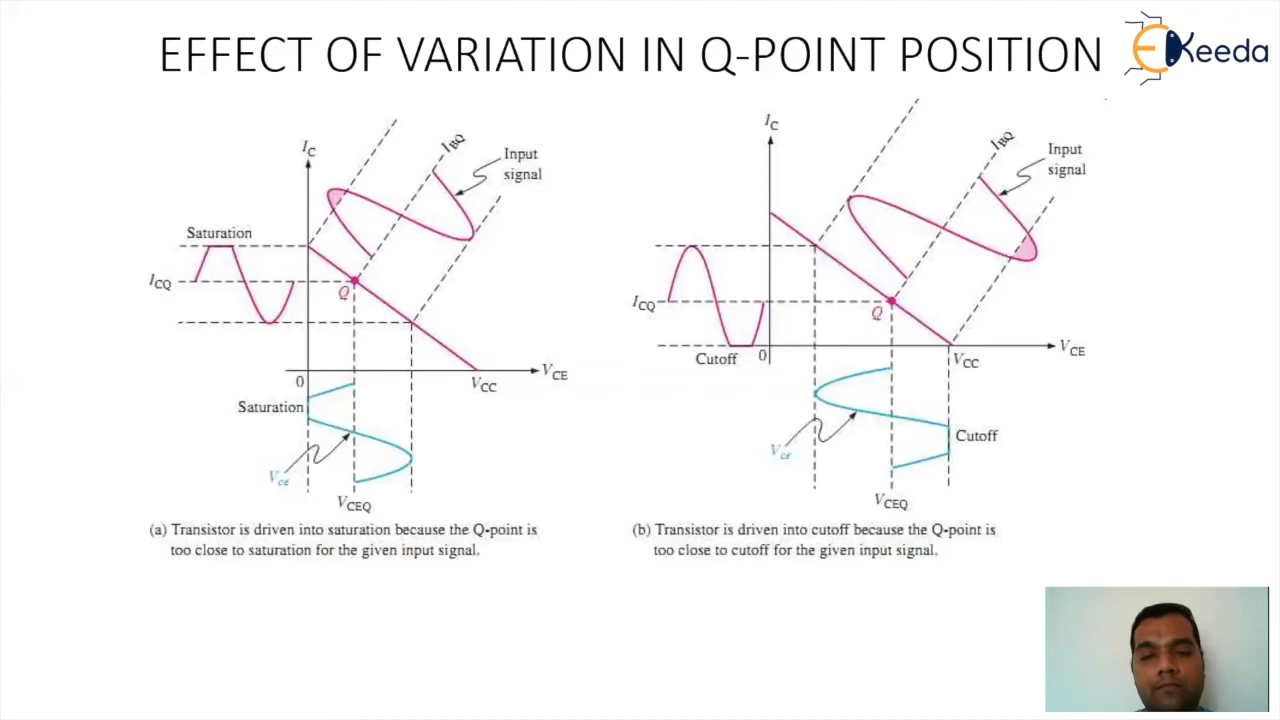 EFFECT OF VARIATION IN Q-POINT POSITION
EKeeda
IC
IBQ
Input
signal
Saturation
ICQ
Q
0
VCC
VCE
Saturation
Vce
VCEQ
(a) Transistor is driven into saturation because the Q-point is
too close to saturation for the given input signal.
IC
IBQ
Input
signal
ICQ
Q
Cutoff
0
VCC
VCE
Cutoff
Vce
VCEQ
(b) Transistor is driven into cutoff because the Q-point is
too close to cutoff for the given input signal.